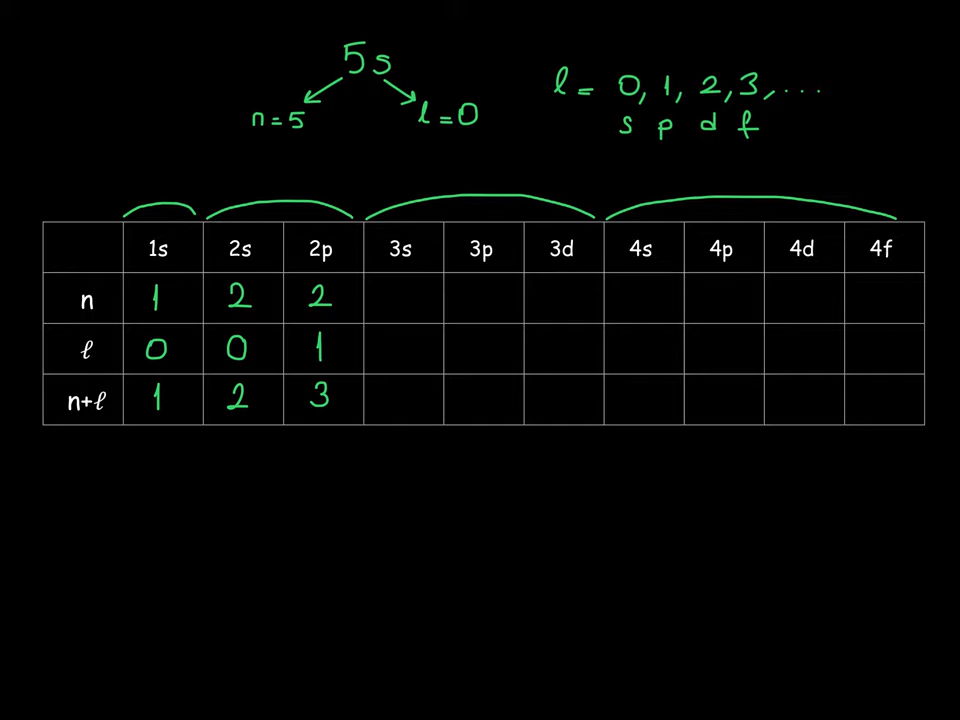 5s
n = 5 l = 0
l = 0, 1, 2, 3, ...
s p d f
1s 2s 2p 3s 3p 3d 4s 4p 4d 4f
n 1 2 2
ℓ 0 0 1
n+ℓ 1 2 3